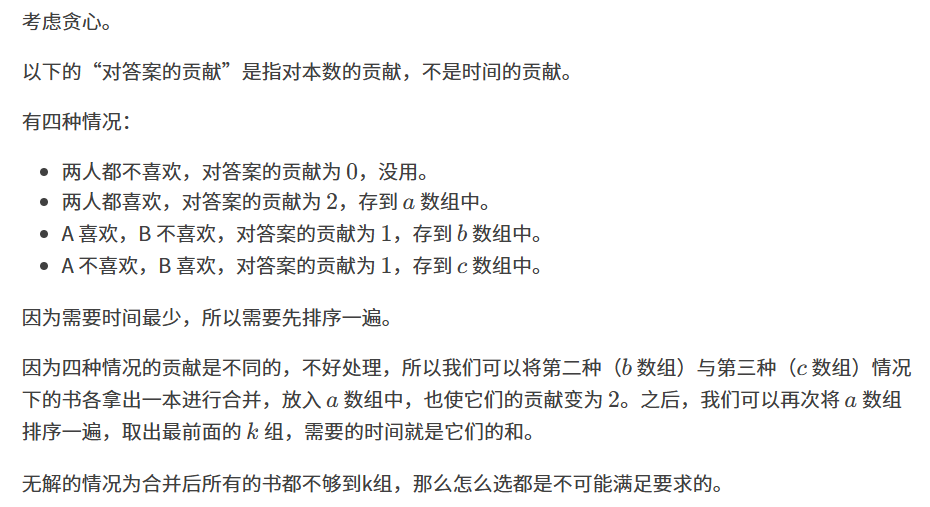 考虑贪心。
以下的“对答案的贡献”是指对本数的贡献，不是时间的贡献。
有四种情况：
• 两人都不喜欢，对答案的贡献为 0，没用。
• 两人都喜欢，对答案的贡献为 2，存到 a 数组中。
• A 喜欢，B 不喜欢，对答案的贡献为 1，存到 b 数组中。
• A 不喜欢，B 喜欢，对答案的贡献为 1，存到 c 数组中。
因为需要时间最少，所以需要先排序一遍。
因为四种情况的贡献是不同的，不好处理，所以我们可以将第二种（b 数组）与第三种（c 数组）情况
下的书各拿出一本进行合并，放入 a 数组中，也使它们的贡献变为 2。之后，我们可以再次将 a 数组
排序一遍，取出最前面的 k 组，需要的时间就是它们的和。
无解的情况为合并后所有的书都不够到k组，那么怎么选都是不可能满足要求的。